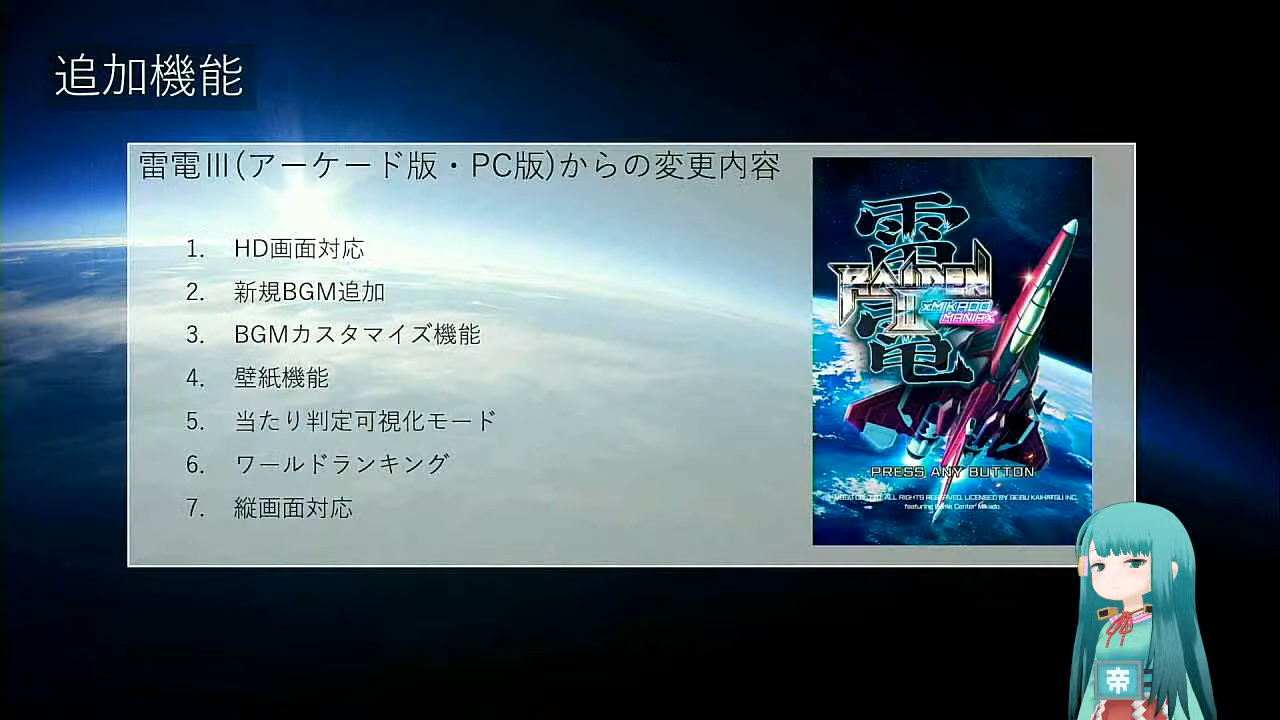 追加機能
雷電Ⅲ(アーケード版・PC版)からの変更内容
1. HD画面対応
2. 新規BGM追加
3. BGMカスタマイズ機能
4. 壁紙機能
5. 当たり判定可視化モード
6. ワールドランキング
7. 縦画面対応
雷
RAIDEN
III
xMIKADO
MANIAX
電
PRESS ANY BUTTON
ALL RIGHTS RESERVED. LICENSED BY SEIBU KAIHATSU INC.
featuring Game Center Mikado.
帝